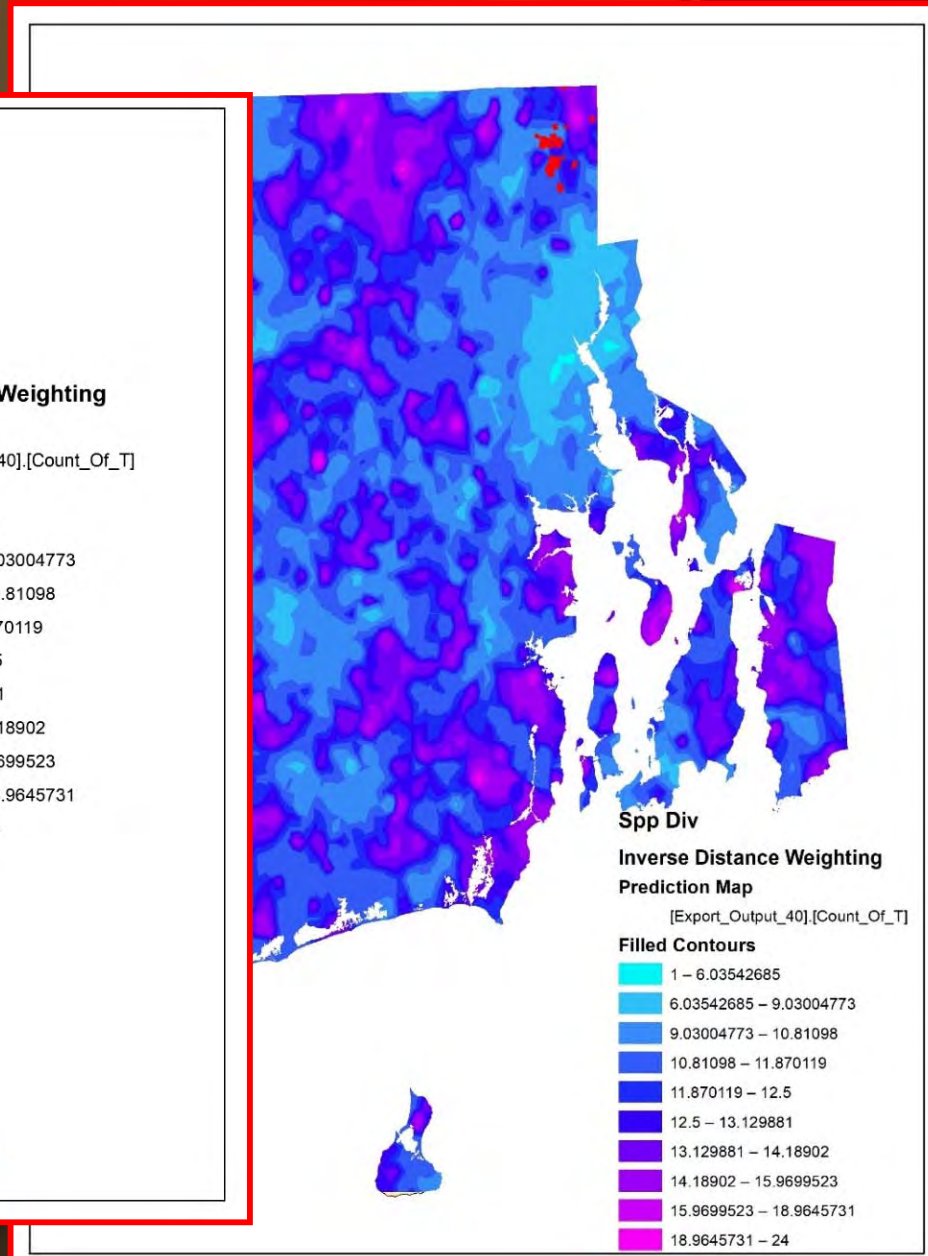 Weighting
40].[Count_Of_T]
03004773
.81098
70119
5
1
18902
699523
.9645731
Spp Div
Inverse Distance Weighting
Prediction Map
[Export_Output_40].[Count_Of_T]
Filled Contours
1 – 6.03542685
6.03542685 – 9.03004773
9.03004773 – 10.81098
10.81098 – 11.870119
11.870119 – 12.5
12.5 – 13.129881
13.129881 – 14.18902
14.18902 – 15.9699523
15.9699523 – 18.9645731
18.9645731 – 24